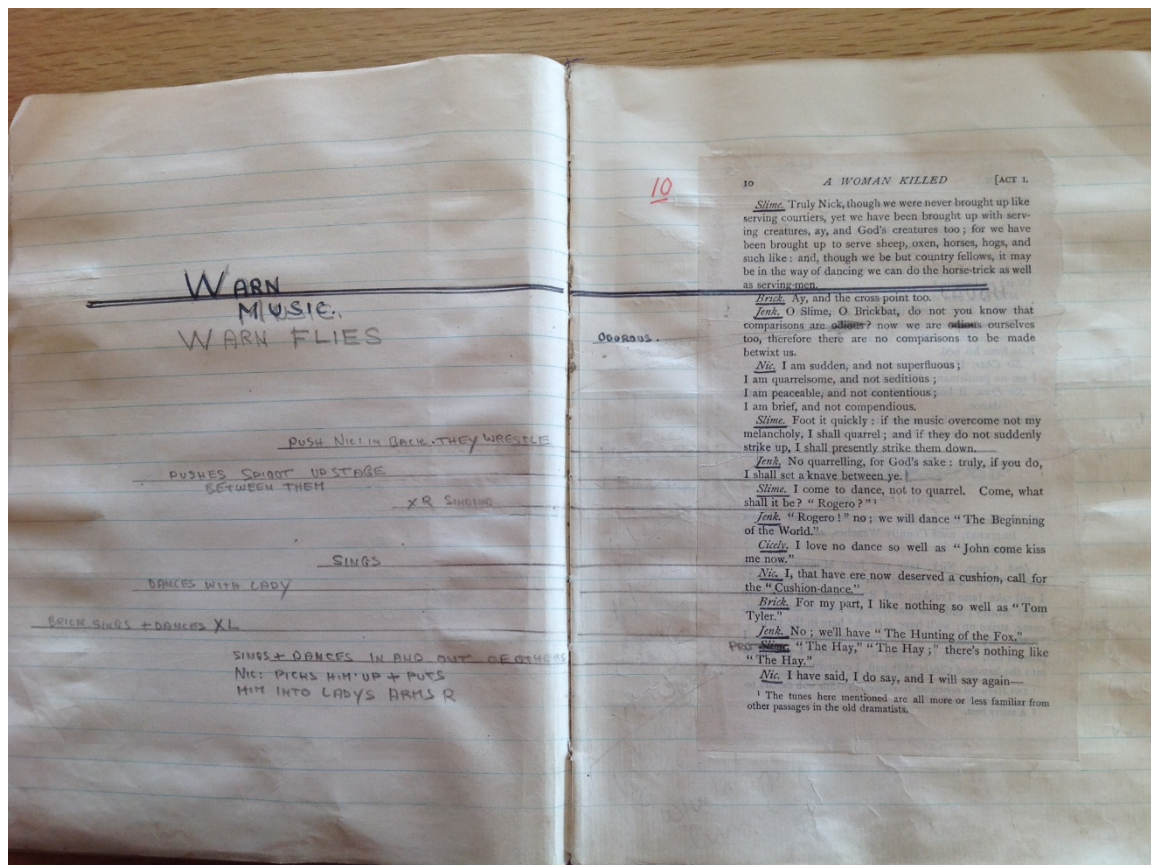 WARN
MUSIC.
WARN FLIES
PUSH NIC: IN BACK. THEY WRESTLE
PUSHES SPIGOT UPSTAGE
BETWEEN THEM
XR SINGING
SINGS
DANCES WITH LADY
BRICK SINGS + DANCES XL
SINGS + DANCES IN AND OUT OF OTHERS
NIC: PICKS HIM UP + PUTS
HIM INTO LADYS ARMS R
10
ODOROUS.
10 A WOMAN KILLED [ACT I.
Slime. Truly Nick, though we were never brought up like
serving courtiers, yet we have been brought up with serv-
ing creatures, ay, and God's creatures too; for we have
been brought up to serve sheep, oxen, horses, hogs, and
such like: and, though we be but country fellows, it may
be in the way of dancing we can do the horse-trick as well
as serving-men.
Brick. Ay, and the cross-point too.
Jenk. O Slime, O Brickbat, do not you know that
comparisons are odious? now we are odious ourselves
too, therefore there are no comparisons to be made
betwixt us.
Nic. I am sudden, and not superfluous;
I am quarrelsome, and not seditious;
I am peaceable, and not contentious;
I am brief, and not compendious.
Slime. Foot it quickly: if the music overcome not my
melancholy, I shall quarrel; and if they do not suddenly
strike up, I shall presently strike them down.
Jenk. No quarrelling, for God's sake: truly, if you do,
I shall set a knave between ye.
Slime. I come to dance, not to quarrel. Come, what
shall it be? "Rogero?" 1
Jenk. "Rogero!" no; we will dance "The Beginning
of the World."
Cicely. I love no dance so well as "John come kiss
me now."
Nic. I, that have ere now deserved a cushion, call for
the "Cushion-dance."
Brick. For my part, I like nothing so well as "Tom
Tyler."
Jenk. No; we'll have "The Hunting of the Fox."
Slime. "The Hay," "The Hay;" there's nothing like
"The Hay."
Nic. I have said, I do say, and I will say again—
1 The tunes here mentioned are all more or less familiar from
other passages in the old dramatists.